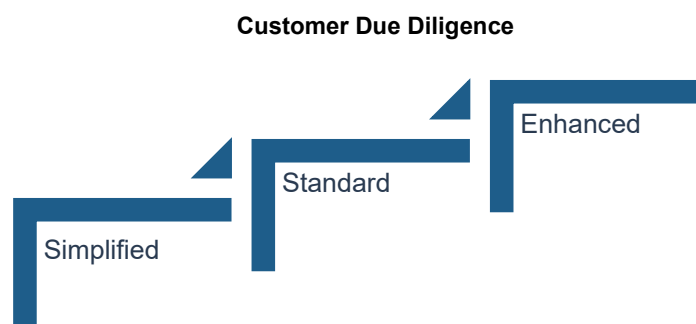 Customer Due Diligence
Enhanced
Standard
Simplified